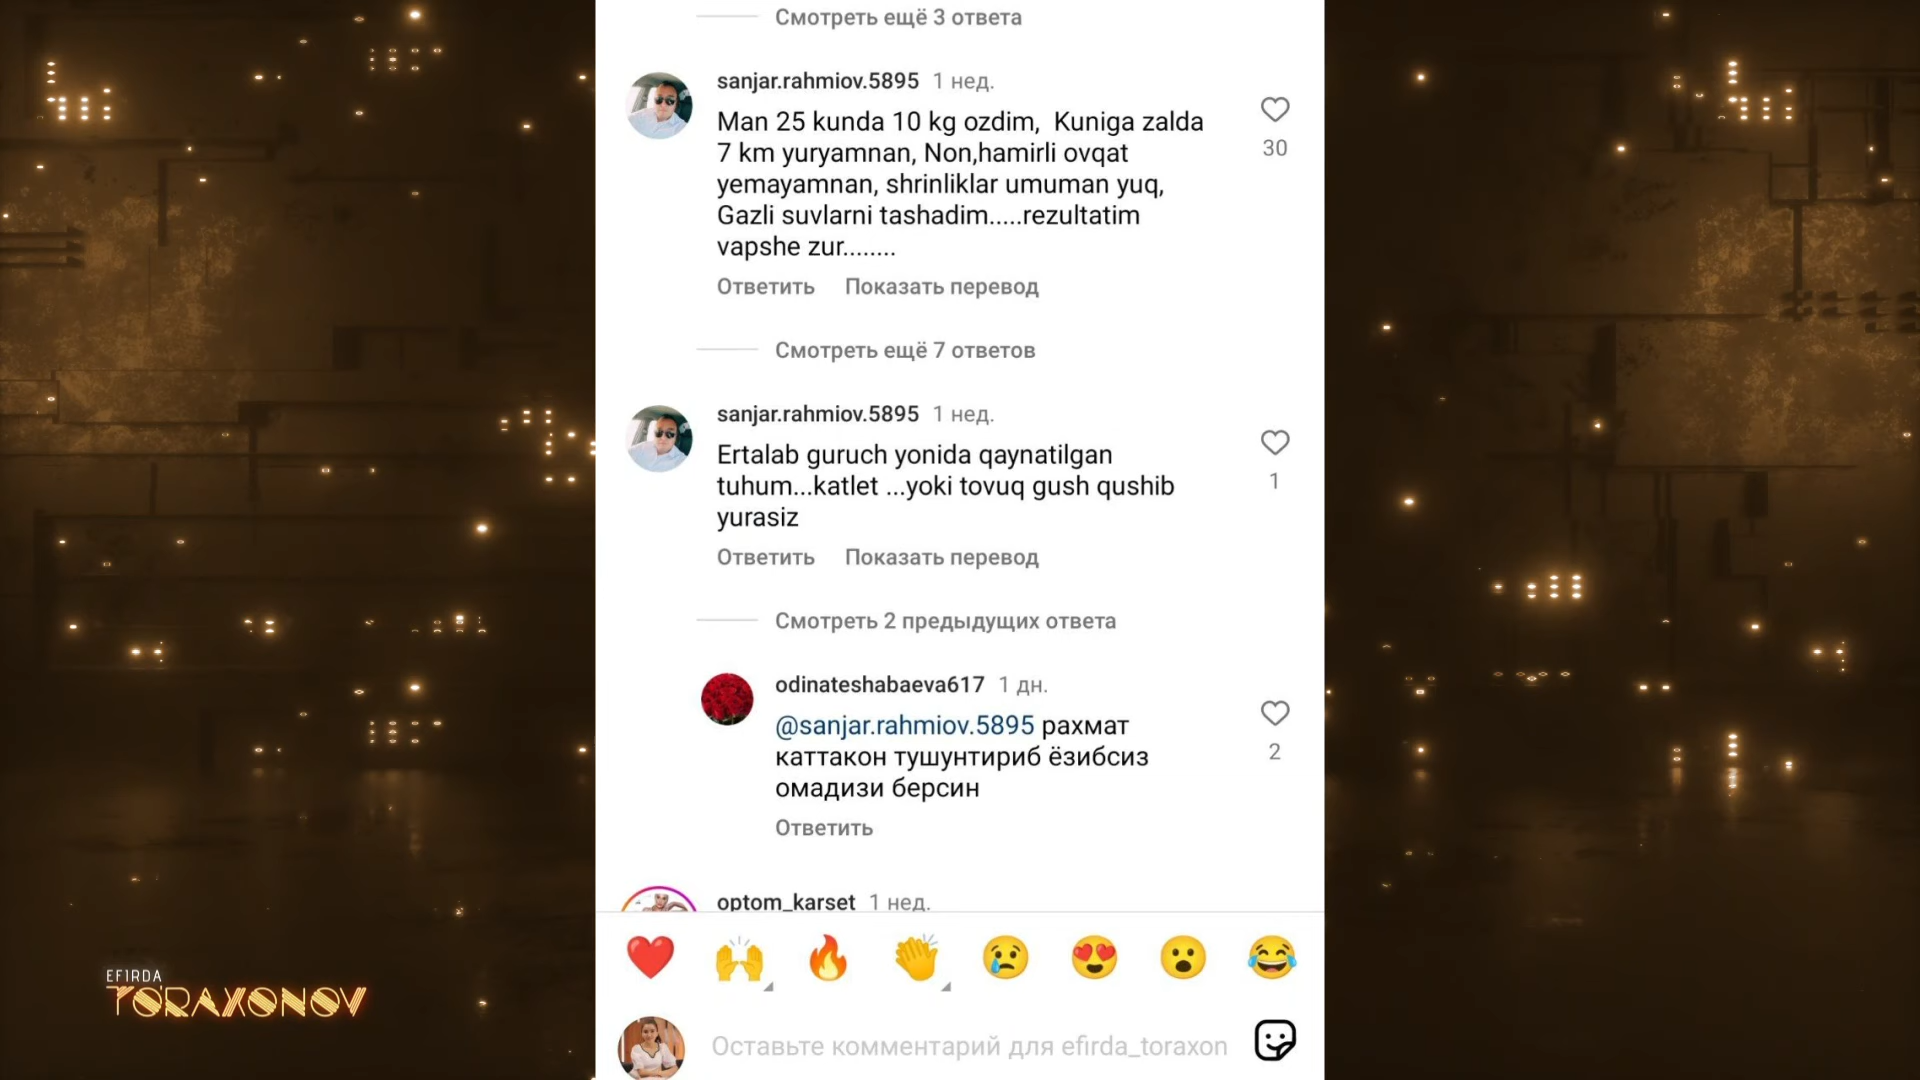 Смотреть ещё 3 ответа
sanjar.rahmiov.5895 1 нед.
Man 25 kunda 10 kg ozdim, Kuniga zalda
7 km yuryamnan, Non,hamirli ovqat
yemayamnan, shrinliklar umuman yuq,
Gazli suvlarni tashadim.....rezultatim
vapshe zur........
30
Ответить Показать перевод
Смотреть ещё 7 ответов
sanjar.rahmiov.5895 1 нед.
Ertalab guruch yonida qaynatilgan
tuhum...katlet ...yoki tovuq gush qushib
yurasiz
1
Ответить Показать перевод
Смотреть 2 предыдущих ответа
odinateshabaeva617 1 дн.
@sanjar.rahmiov.5895 рахмат
каттакон тушунтириб ёзибсиз
омадизи берсин
2
Ответить
optom_karset 1 нед.
Оставьте комментарий для efirda_toraxon
EFIRDA
TORAXONOV